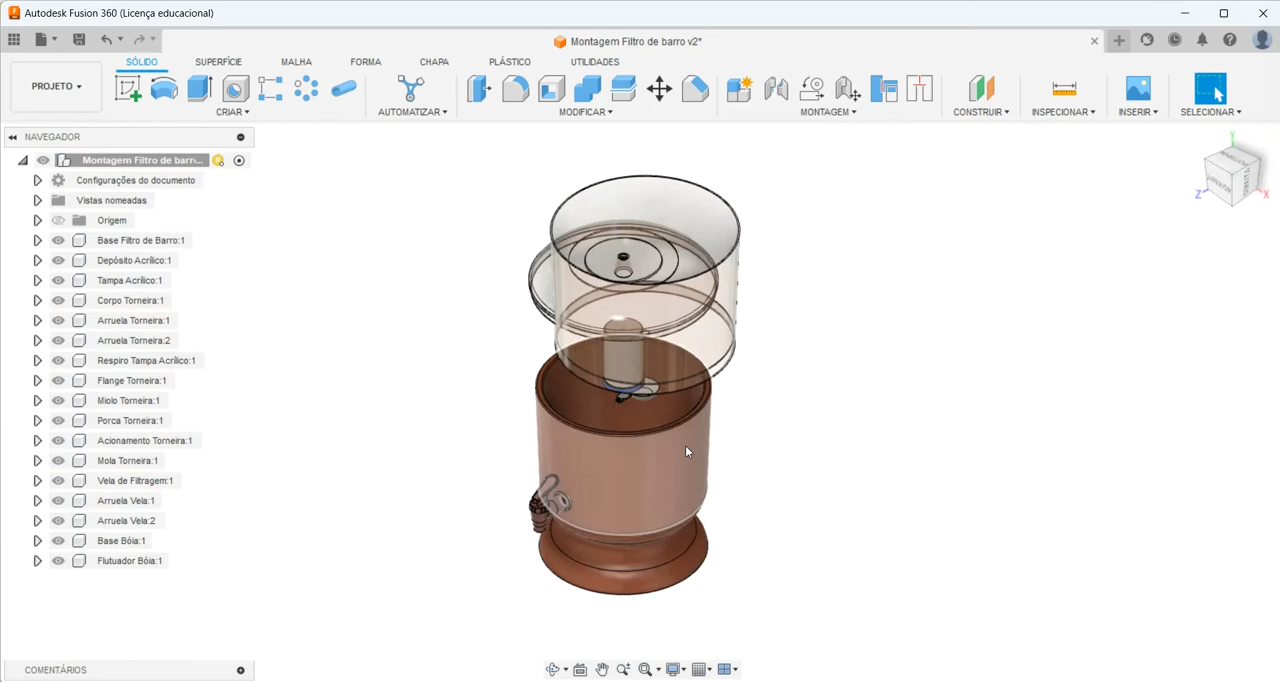 Autodesk Fusion 360 (Licença educacional)
Montagem Filtro de barro v2*
SÓLIDO SUPERFÍCIE MALHA FORMA CHAPA PLÁSTICO UTILIDADES
PROJETO
CRIAR AUTOMATIZAR MODIFICAR MONTAGEM CONSTRUIR INSPECIONAR INSERIR SELECIONAR
NAVEGADOR
Montagem Filtro de barr...
Configurações do documento
Vistas nomeadas
Origem
Base Filtro de Barro:1
Depósito Acrílico:1
Tampa Acrílico:1
Corpo Torneira:1
Arruela Torneira:1
Arruela Torneira:2
Respiro Tampa Acrílico:1
Flange Torneira:1
Miolo Torneira:1
Porca Torneira:1
Acionamento Torneira:1
Mola Torneira:1
Vela de Filtragem:1
Arruela Vela:1
Arruela Vela:2
Base Bóia:1
Flutuador Bóia:1
Y
Z
X
SUPERIOR
DIREITA
COMENTÁRIOS